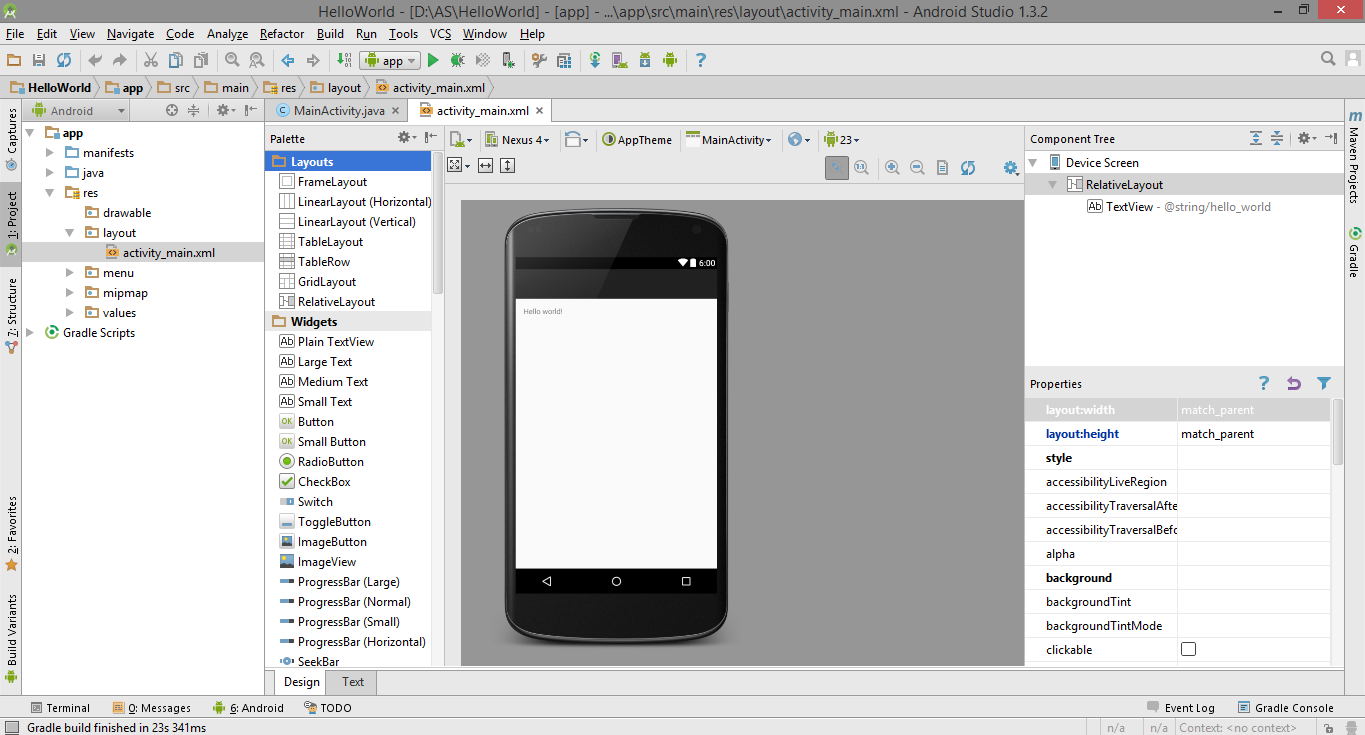 HelloWorld - [D:\AS\HelloWorld] - [app] - ...\app\src\main\res\layout\activity_main.xml - Android Studio 1.3.2
File Edit View Navigate Code Analyze Refactor Build Run Tools VCS Window Help
app
HelloWorld app src main res layout activity_main.xml
Captures
1: Project
7: Structure
2: Favorites
Build Variants
Android
app
manifests
java
res
drawable
layout
activity_main.xml
menu
mipmap
values
Gradle Scripts
MainActivity.java activity_main.xml
Palette
Layouts
FrameLayout
LinearLayout (Horizontal)
LinearLayout (Vertical)
TableLayout
TableRow
GridLayout
RelativeLayout
Widgets
Ab Plain TextView
Ab Large Text
Ab Medium Text
Ab Small Text
OK Button
OK Small Button
RadioButton
CheckBox
Switch
ToggleButton
ImageButton
ImageView
ProgressBar (Large)
ProgressBar (Normal)
ProgressBar (Small)
ProgressBar (Horizontal)
SeekBar
Nexus 4 AppTheme MainActivity 23
6:00
Hello world!
Design Text
Component Tree
Device Screen
RelativeLayout
Ab TextView - @string/hello_world
Properties
layout:width match_parent
layout:height match_parent
style
accessibilityLiveRegion
accessibilityTraversalAfte
accessibilityTraversalBefo
alpha
background
backgroundTint
backgroundTintMode
clickable
m Maven Projects
Gradle
Terminal 0: Messages 6: Android TODO Event Log Gradle Console
Gradle build finished in 23s 341ms n/a n/a Context: <no context>